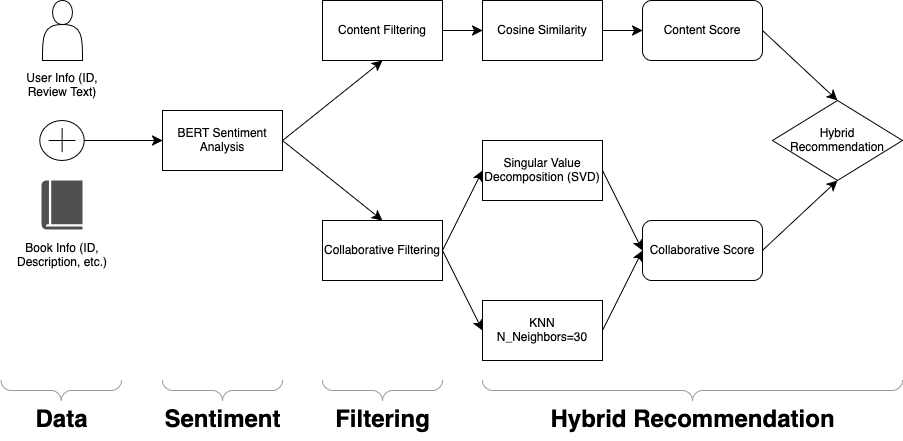 User Info (ID,
Review Text)
Book Info (ID,
Description, etc.)
BERT Sentiment
Analysis
Content Filtering
Cosine Similarity
Content Score
Collaborative Filtering
Singular Value
Decomposition (SVD)
KNN
N_Neighbors=30
Collaborative Score
Hybrid
Recommendation
Data
Sentiment
Filtering
Hybrid Recommendation